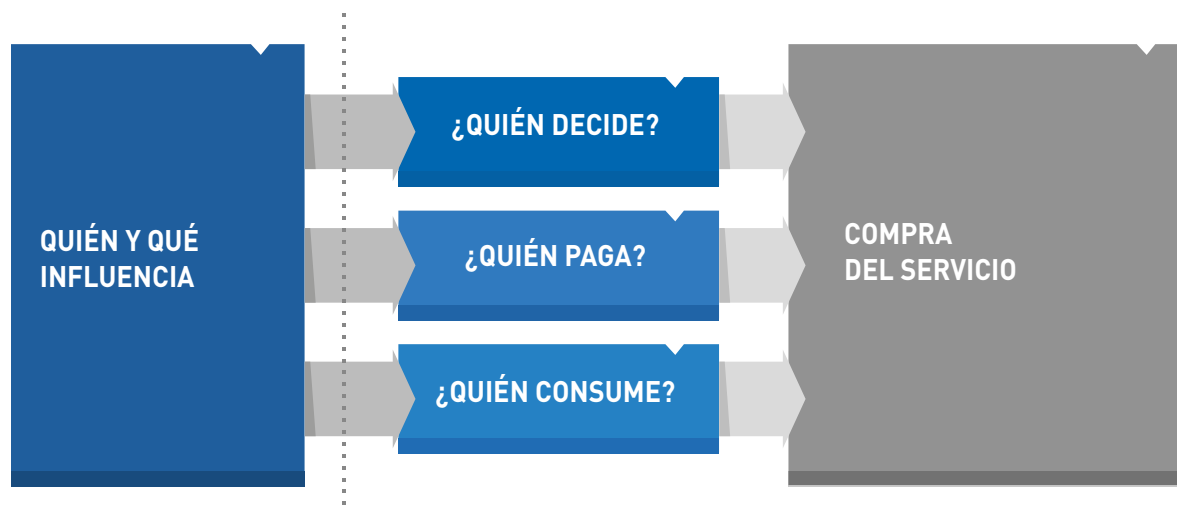 QUIÉN Y QUÉ
INFLUENCIA
¿QUIÉN DECIDE?
¿QUIÉN PAGA?
¿QUIÉN CONSUME?
COMPRA
DEL SERVICIO